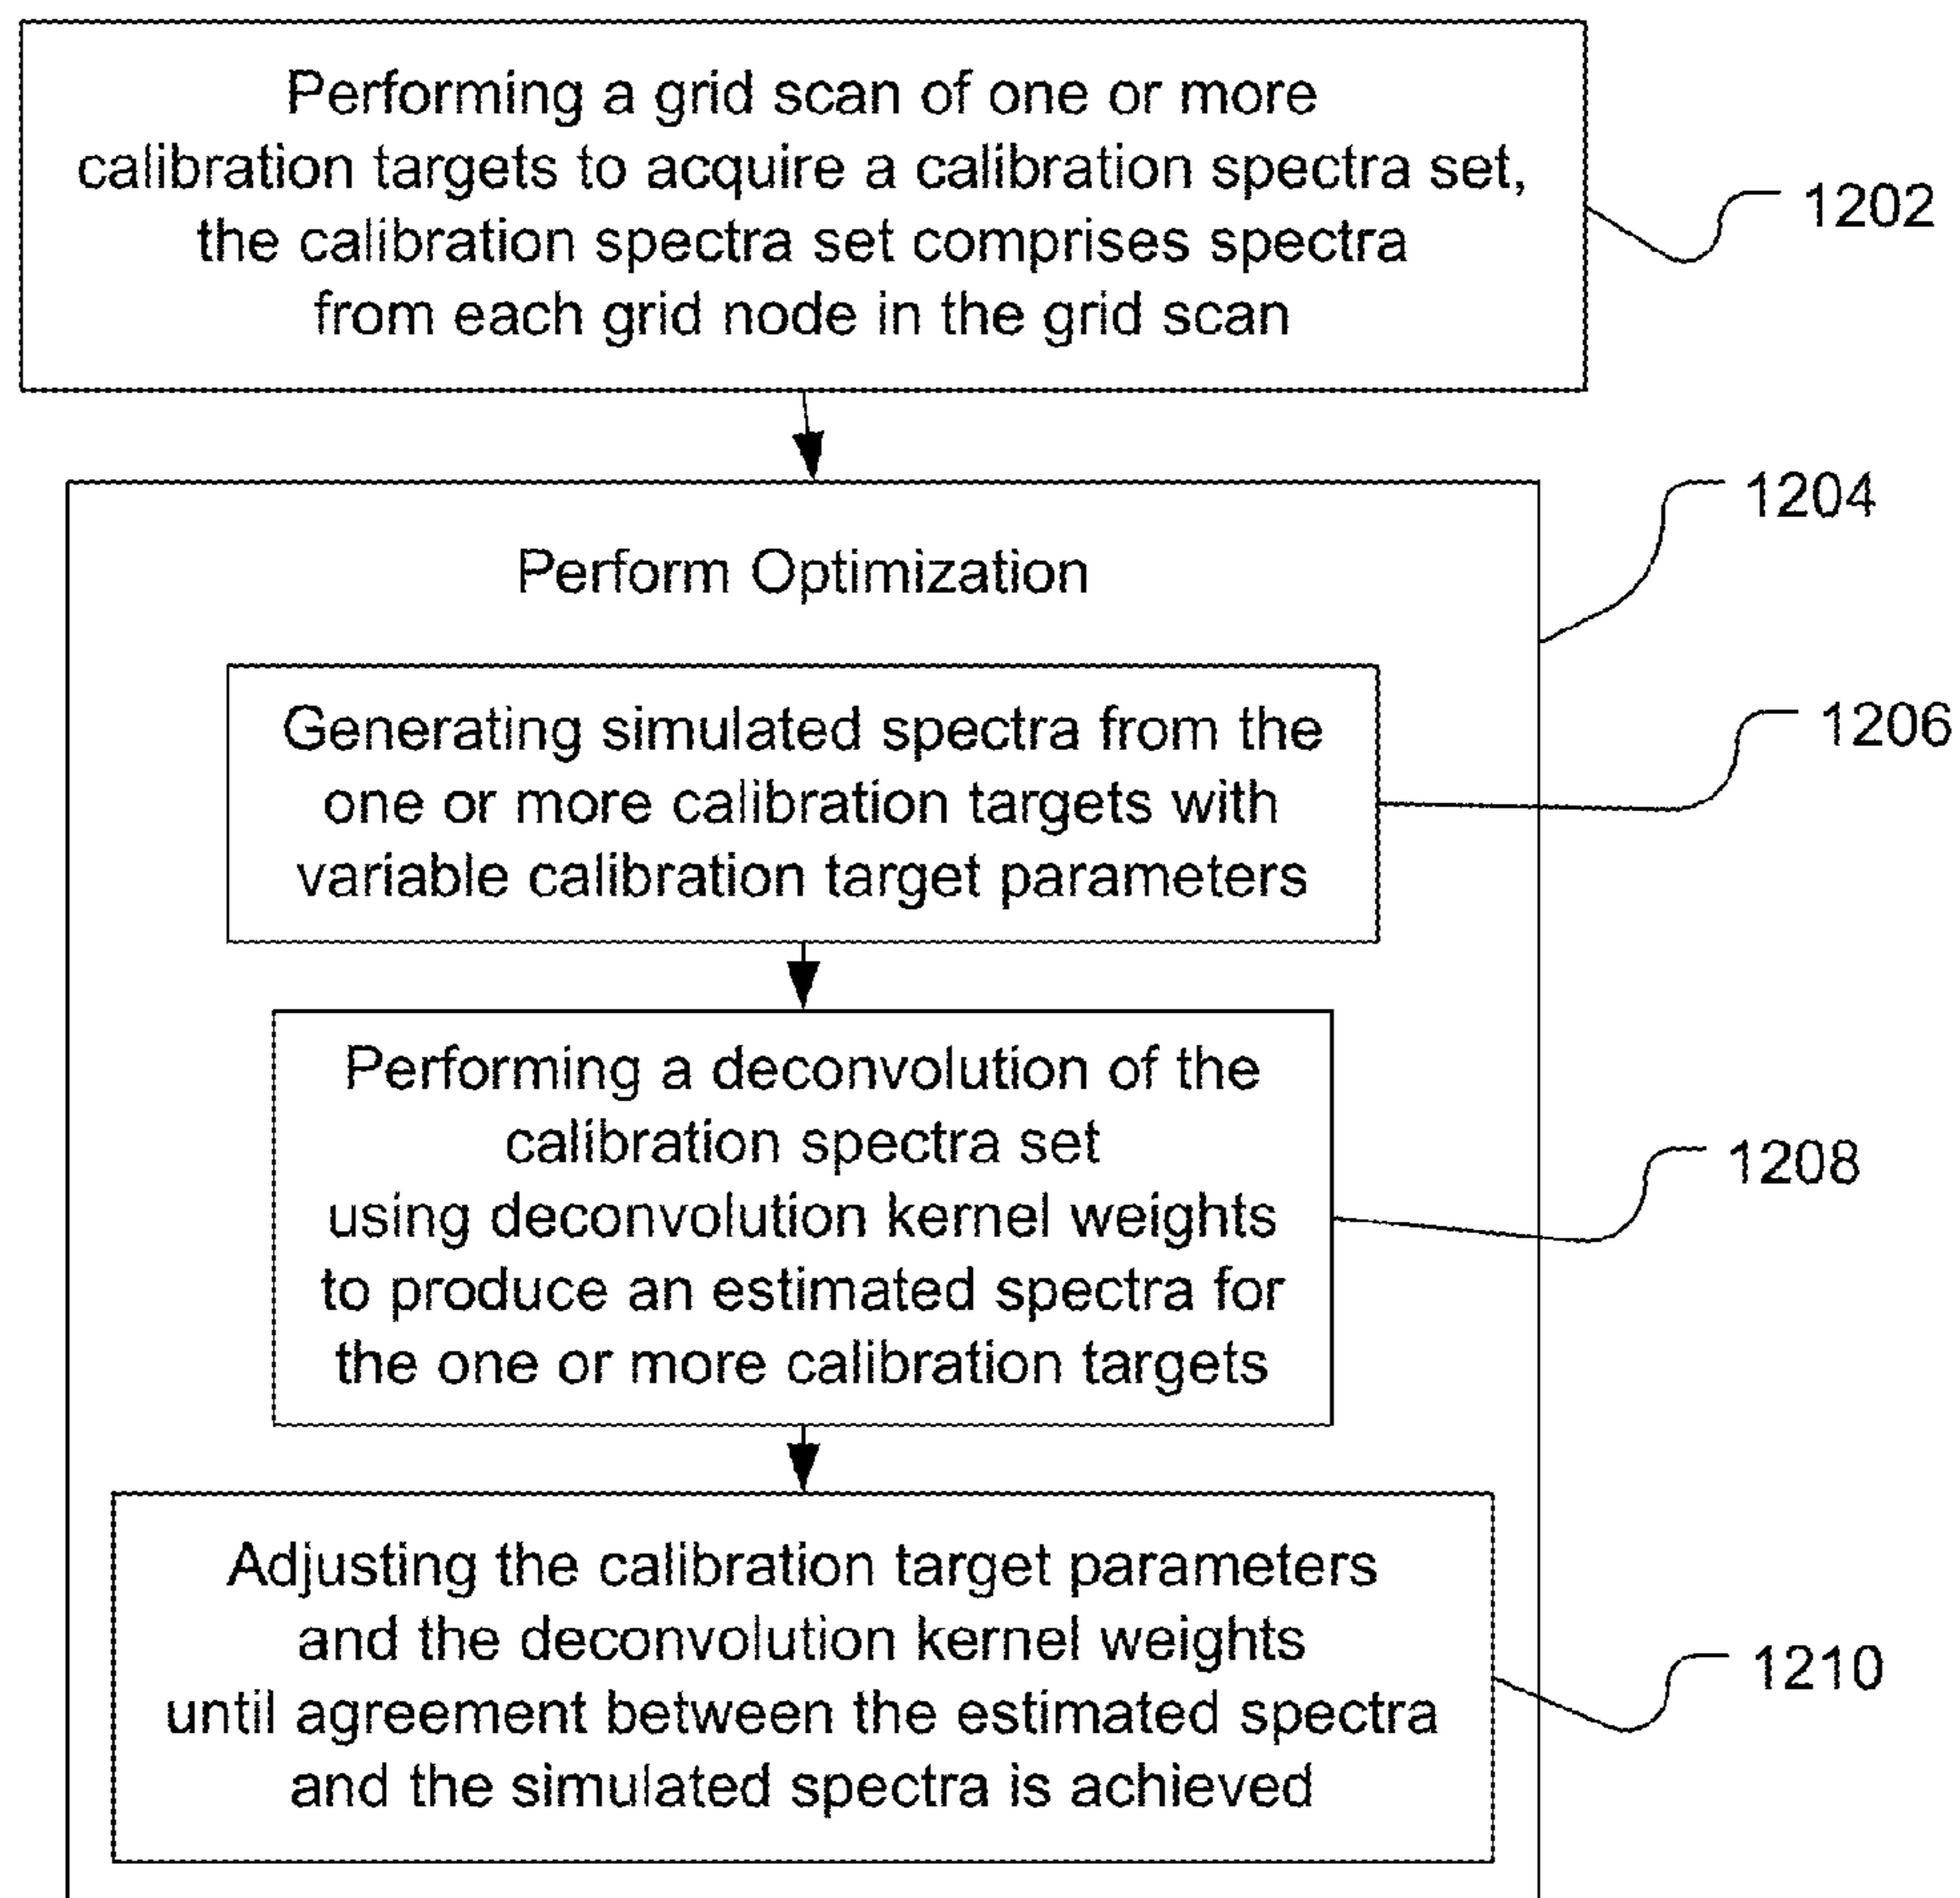 Performing a grid scan of one or more
calibration targets to acquire a calibration spectra set,
the calibration spectra set comprises spectra
from each grid node in the grid scan
1202
1204
Perform Optimization
Generating simulated spectra from the
one or more calibration targets with
variable calibration target parameters
1206
Performing a deconvolution of the
calibration spectra set
using deconvolution kernel weights
to produce an estimated spectra for
the one or more calibration targets
1208
Adjusting the calibration target parameters
and the deconvolution kernel weights
until agreement between the estimated spectra
and the simulated spectra is achieved
1210